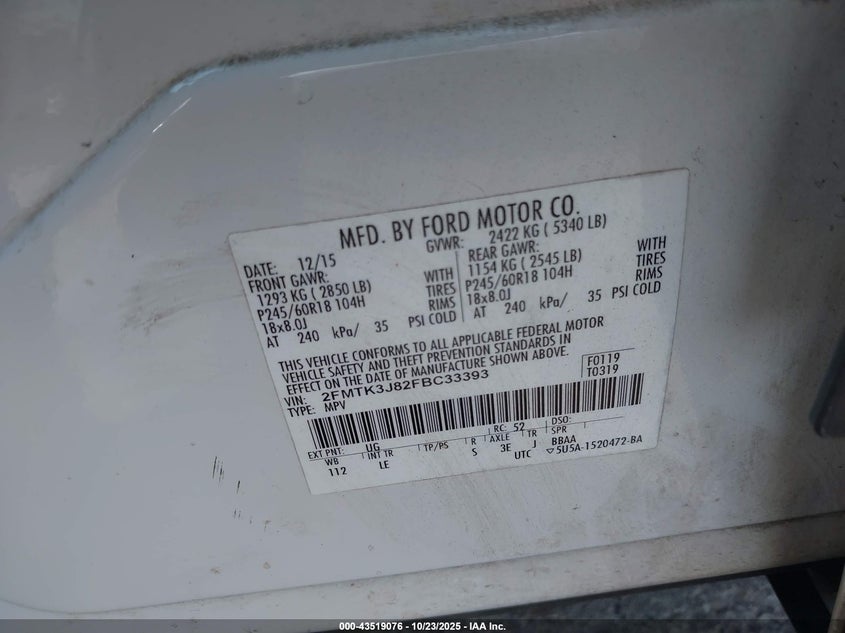 MFD. BY FORD MOTOR CO.
DATE: 12/15 GVWR: 2422 KG ( 5340 LB)
FRONT GAWR: REAR GAWR:
1293 KG ( 2850 LB) WITH 1154 KG ( 2545 LB) WITH
P245/60R18 104H TIRES P245/60R18 104H TIRES
18x8.0J RIMS 18x8.0J RIMS
AT 240 kPa/ 35 PSI COLD AT 240 kPa/ 35 PSI COLD
THIS VEHICLE CONFORMS TO ALL APPLICABLE FEDERAL MOTOR
VEHICLE SAFETY AND THEFT PREVENTION STANDARDS IN
EFFECT ON THE DATE OF MANUFACTURE SHOWN ABOVE.
VIN: 2FMTK3J82FBC33393
TYPE: MPV
F0119
T0319
EXT PNT: UG RC: 52 DSO:
WB INT TR TP/PS R AXLE TR SPR
112 LE S 3E J BBAA
UTC ▽5U5A-1520472-BA
000-43519076 - 10/23/2025 - IAA Inc.